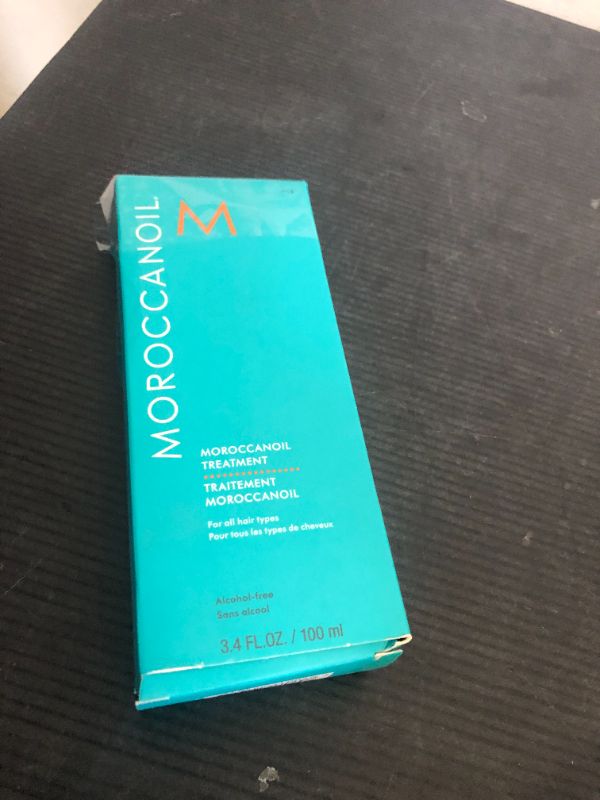 MOROCCANOIL
M
MOROCCANOIL
TREATMENT
TRAITEMENT
MOROCCANOIL
For all hair types
Pour tous les types de cheveux
Alcohol-free
Sans alcool
3.4 FL.OZ. / 100 ml